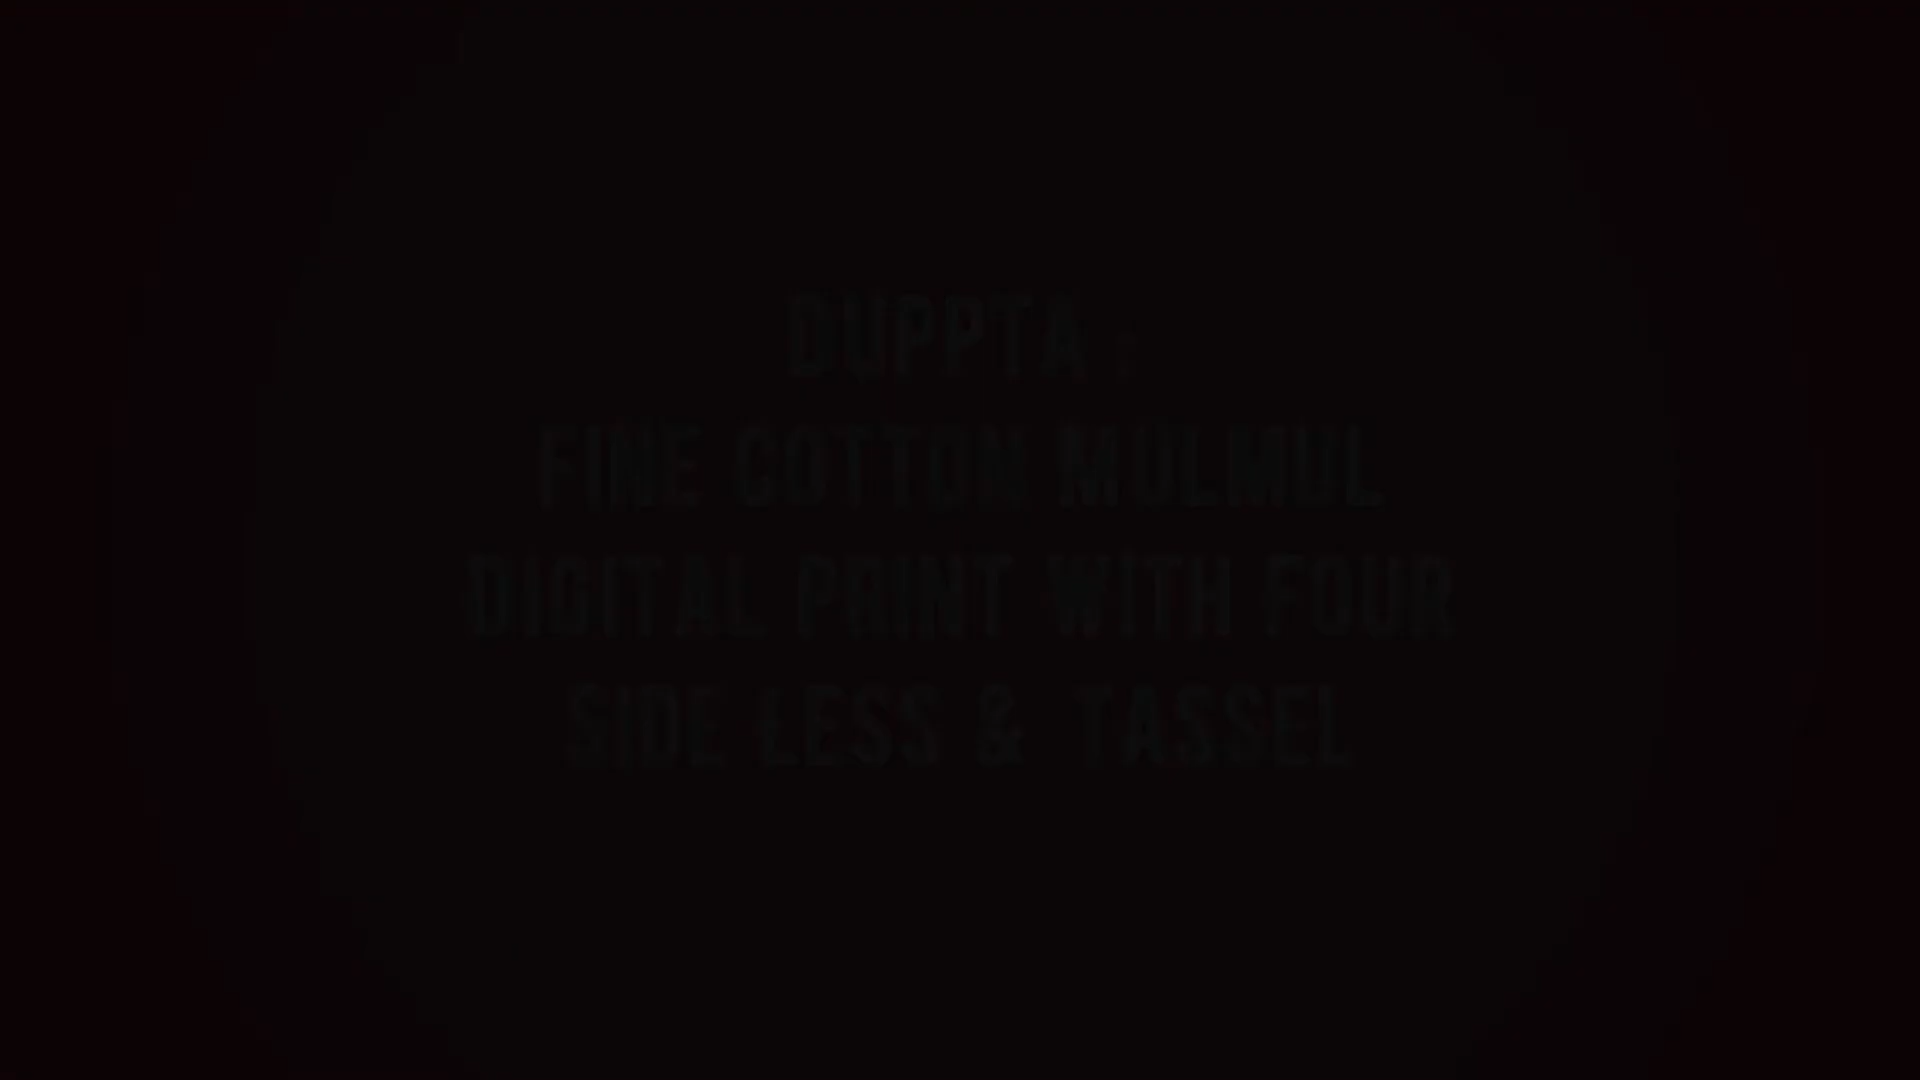 DUPPTA :
FINE COTTON MULMUL
DIGITAL PRINT WITH FOUR
SIDE LESS & TASSEL